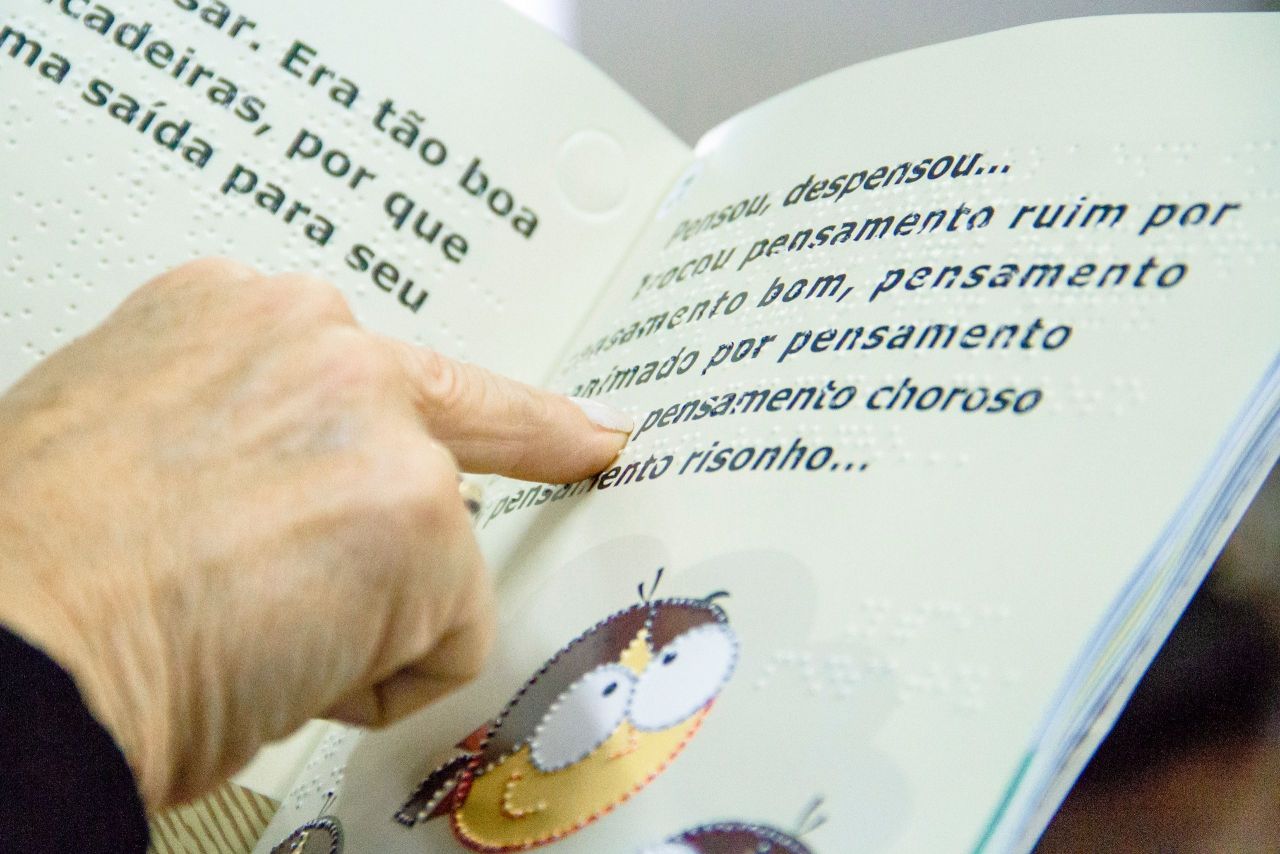 sar. Era tão boa
cadeiras, por que
ma saída para seu
Pensou, despensou...
Trocou pensamento ruim por
pensamento bom, pensamento
animado por pensamento
pensamento choroso
pensamento risonho...